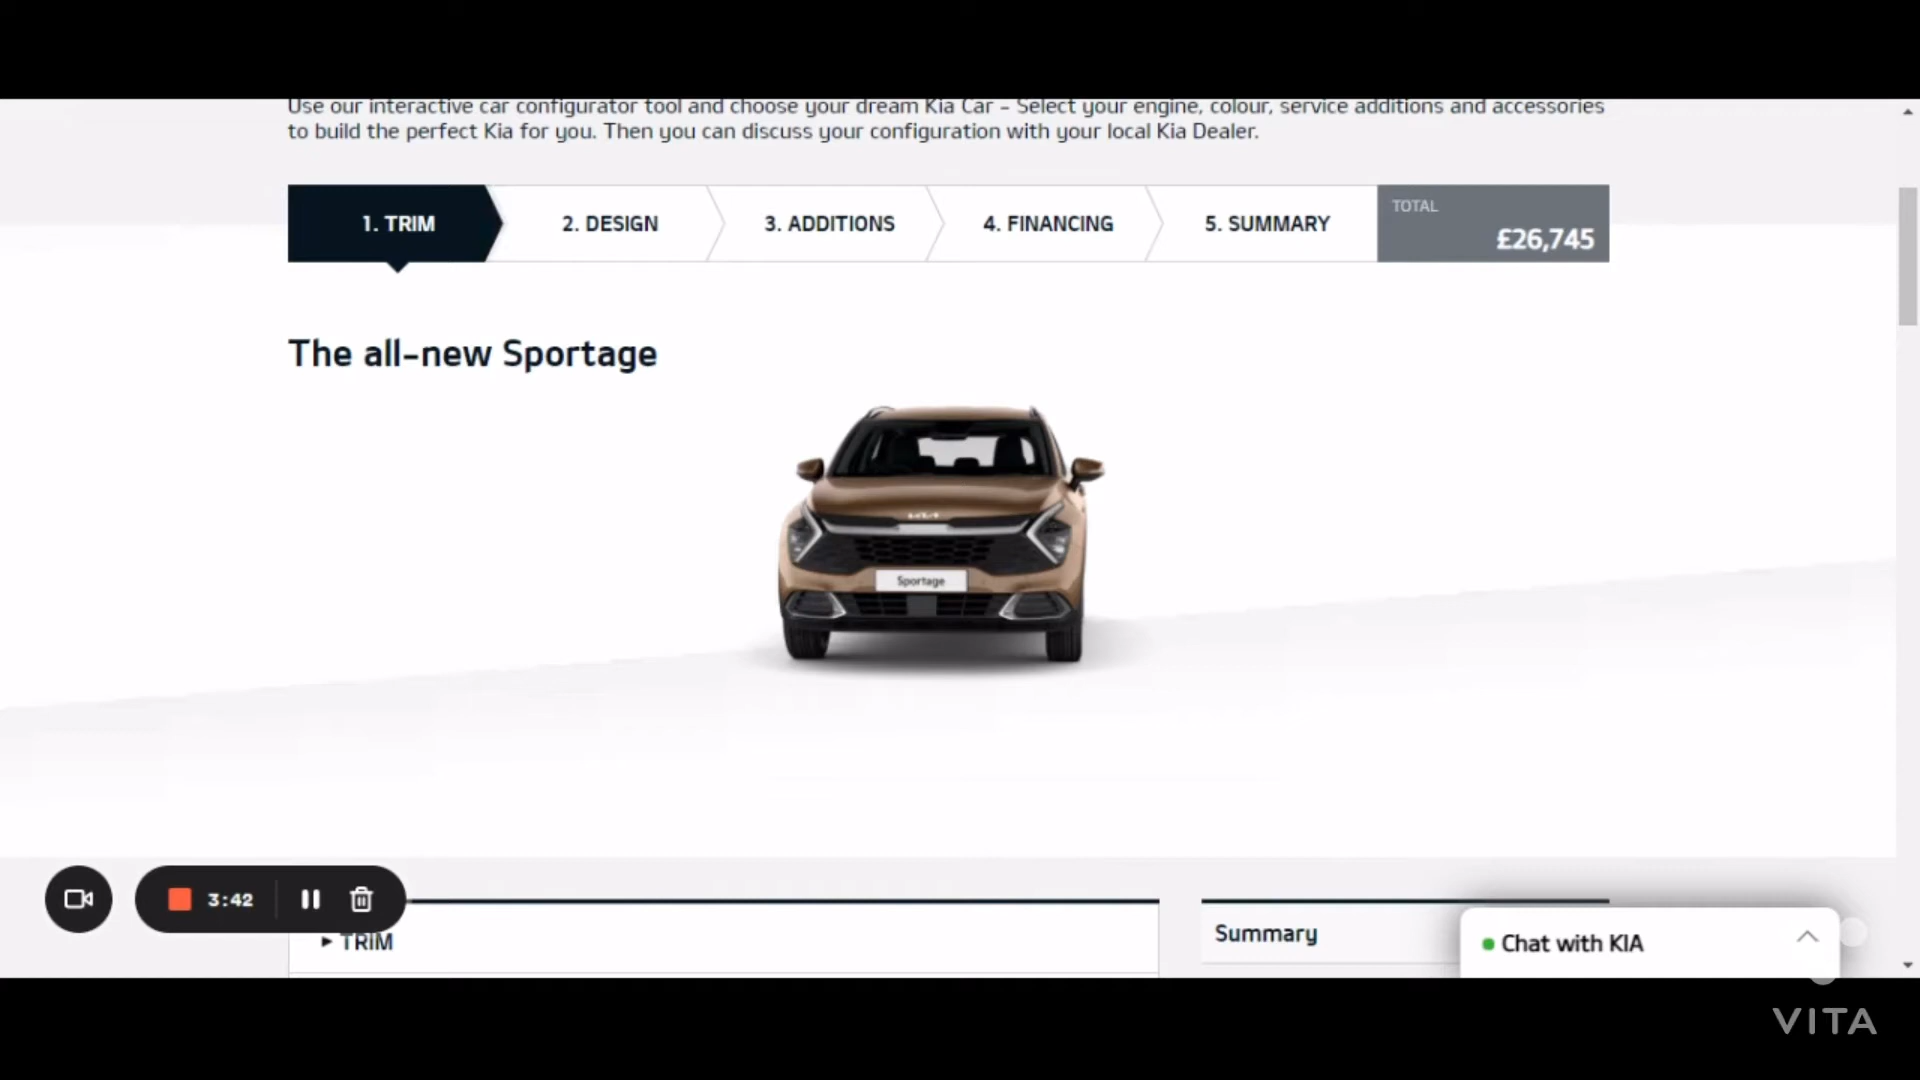 Use our interactive car configurator tool and choose your dream Kia Car - Select your engine, colour, service additions and accessories
to build the perfect Kia for you. Then you can discuss your configuration with your local Kia Dealer.
1. TRIM
2. DESIGN
3. ADDITIONS
4. FINANCING
5. SUMMARY
TOTAL
£26,745
The all-new Sportage
KIA
Sportage
3:42
TRIM
Summary
Chat with KIA
VITA